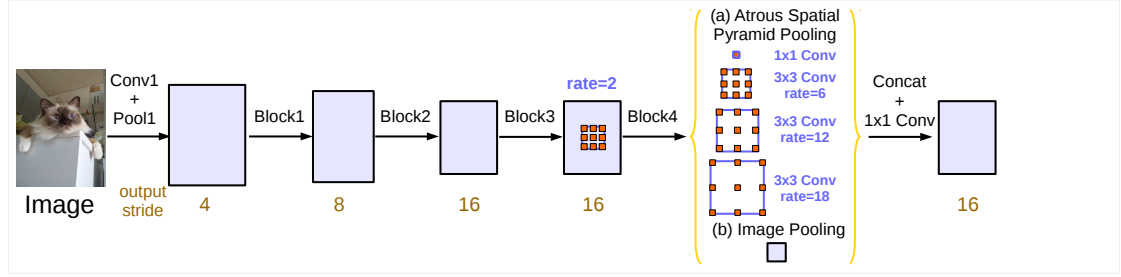 (a) Atrous Spatial
Pyramid Pooling
1x1 Conv
3x3 Conv
rate=6
3x3 Conv
rate=12
3x3 Conv
rate=18
(b) Image Pooling
Conv1
+
Pool1
Block1
Block2
Block3
rate=2
Block4
Concat
+
1x1 Conv
Image
output
stride
4
8
16
16
16